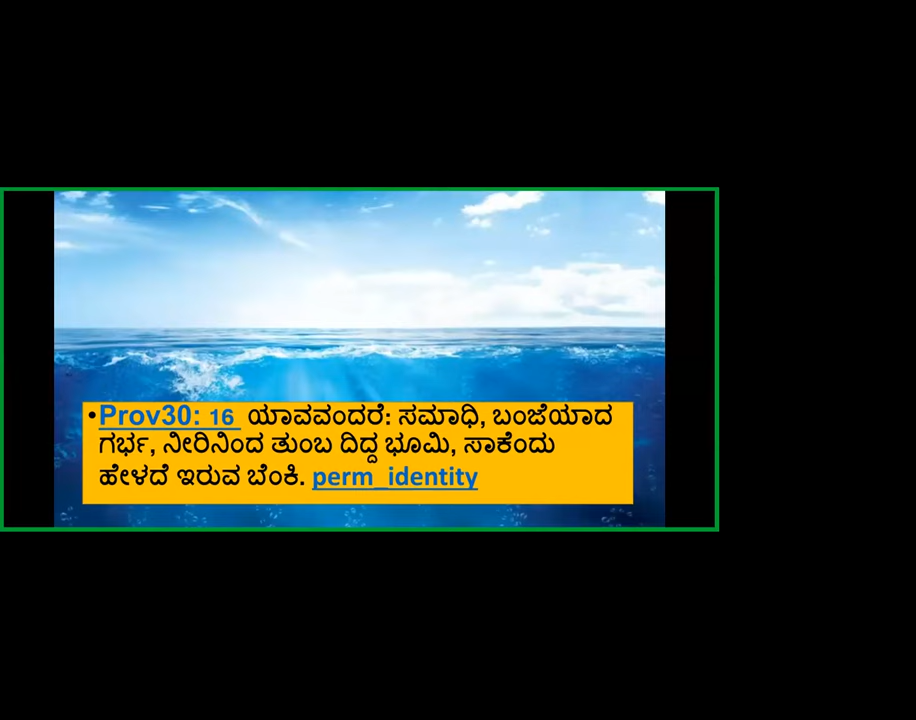 •Prov30: 16 ಯಾವವಂದರೆ: ಸಮಾಧಿ, ಬಂಜೆಯಾದ
ಗರ್ಭ, ನೀರಿನಿಂದ ತುಂಬ ದಿದ್ದ ಭೂಮಿ, ಸಾಕೆಂದು
ಹೇಳದೆ ಇರುವ ಬೆಂಕಿ. perm_identity